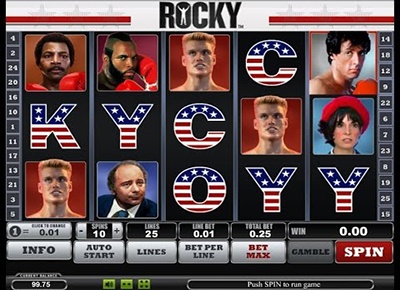 ROCKY
C
K Y C
O Y Y
CLICK TO CHANGE SPINS LINES LINE BET TOTAL BET WIN 0.00
1 = 0.01 - 10 + 25 0.01 0.25
INFO AUTO START LINES BET PER LINE BET MAX GAMBLE SPIN
CURRENT BALANCE
99.75 Push SPIN to run game